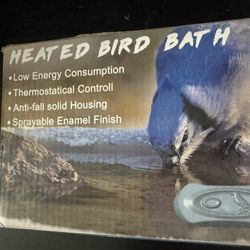 HEATED BIRD BATH
•Low Energy Consumption
•Thermostatical Controll
•Anti-fall solid Housing
•Sprayable Enamel Finish